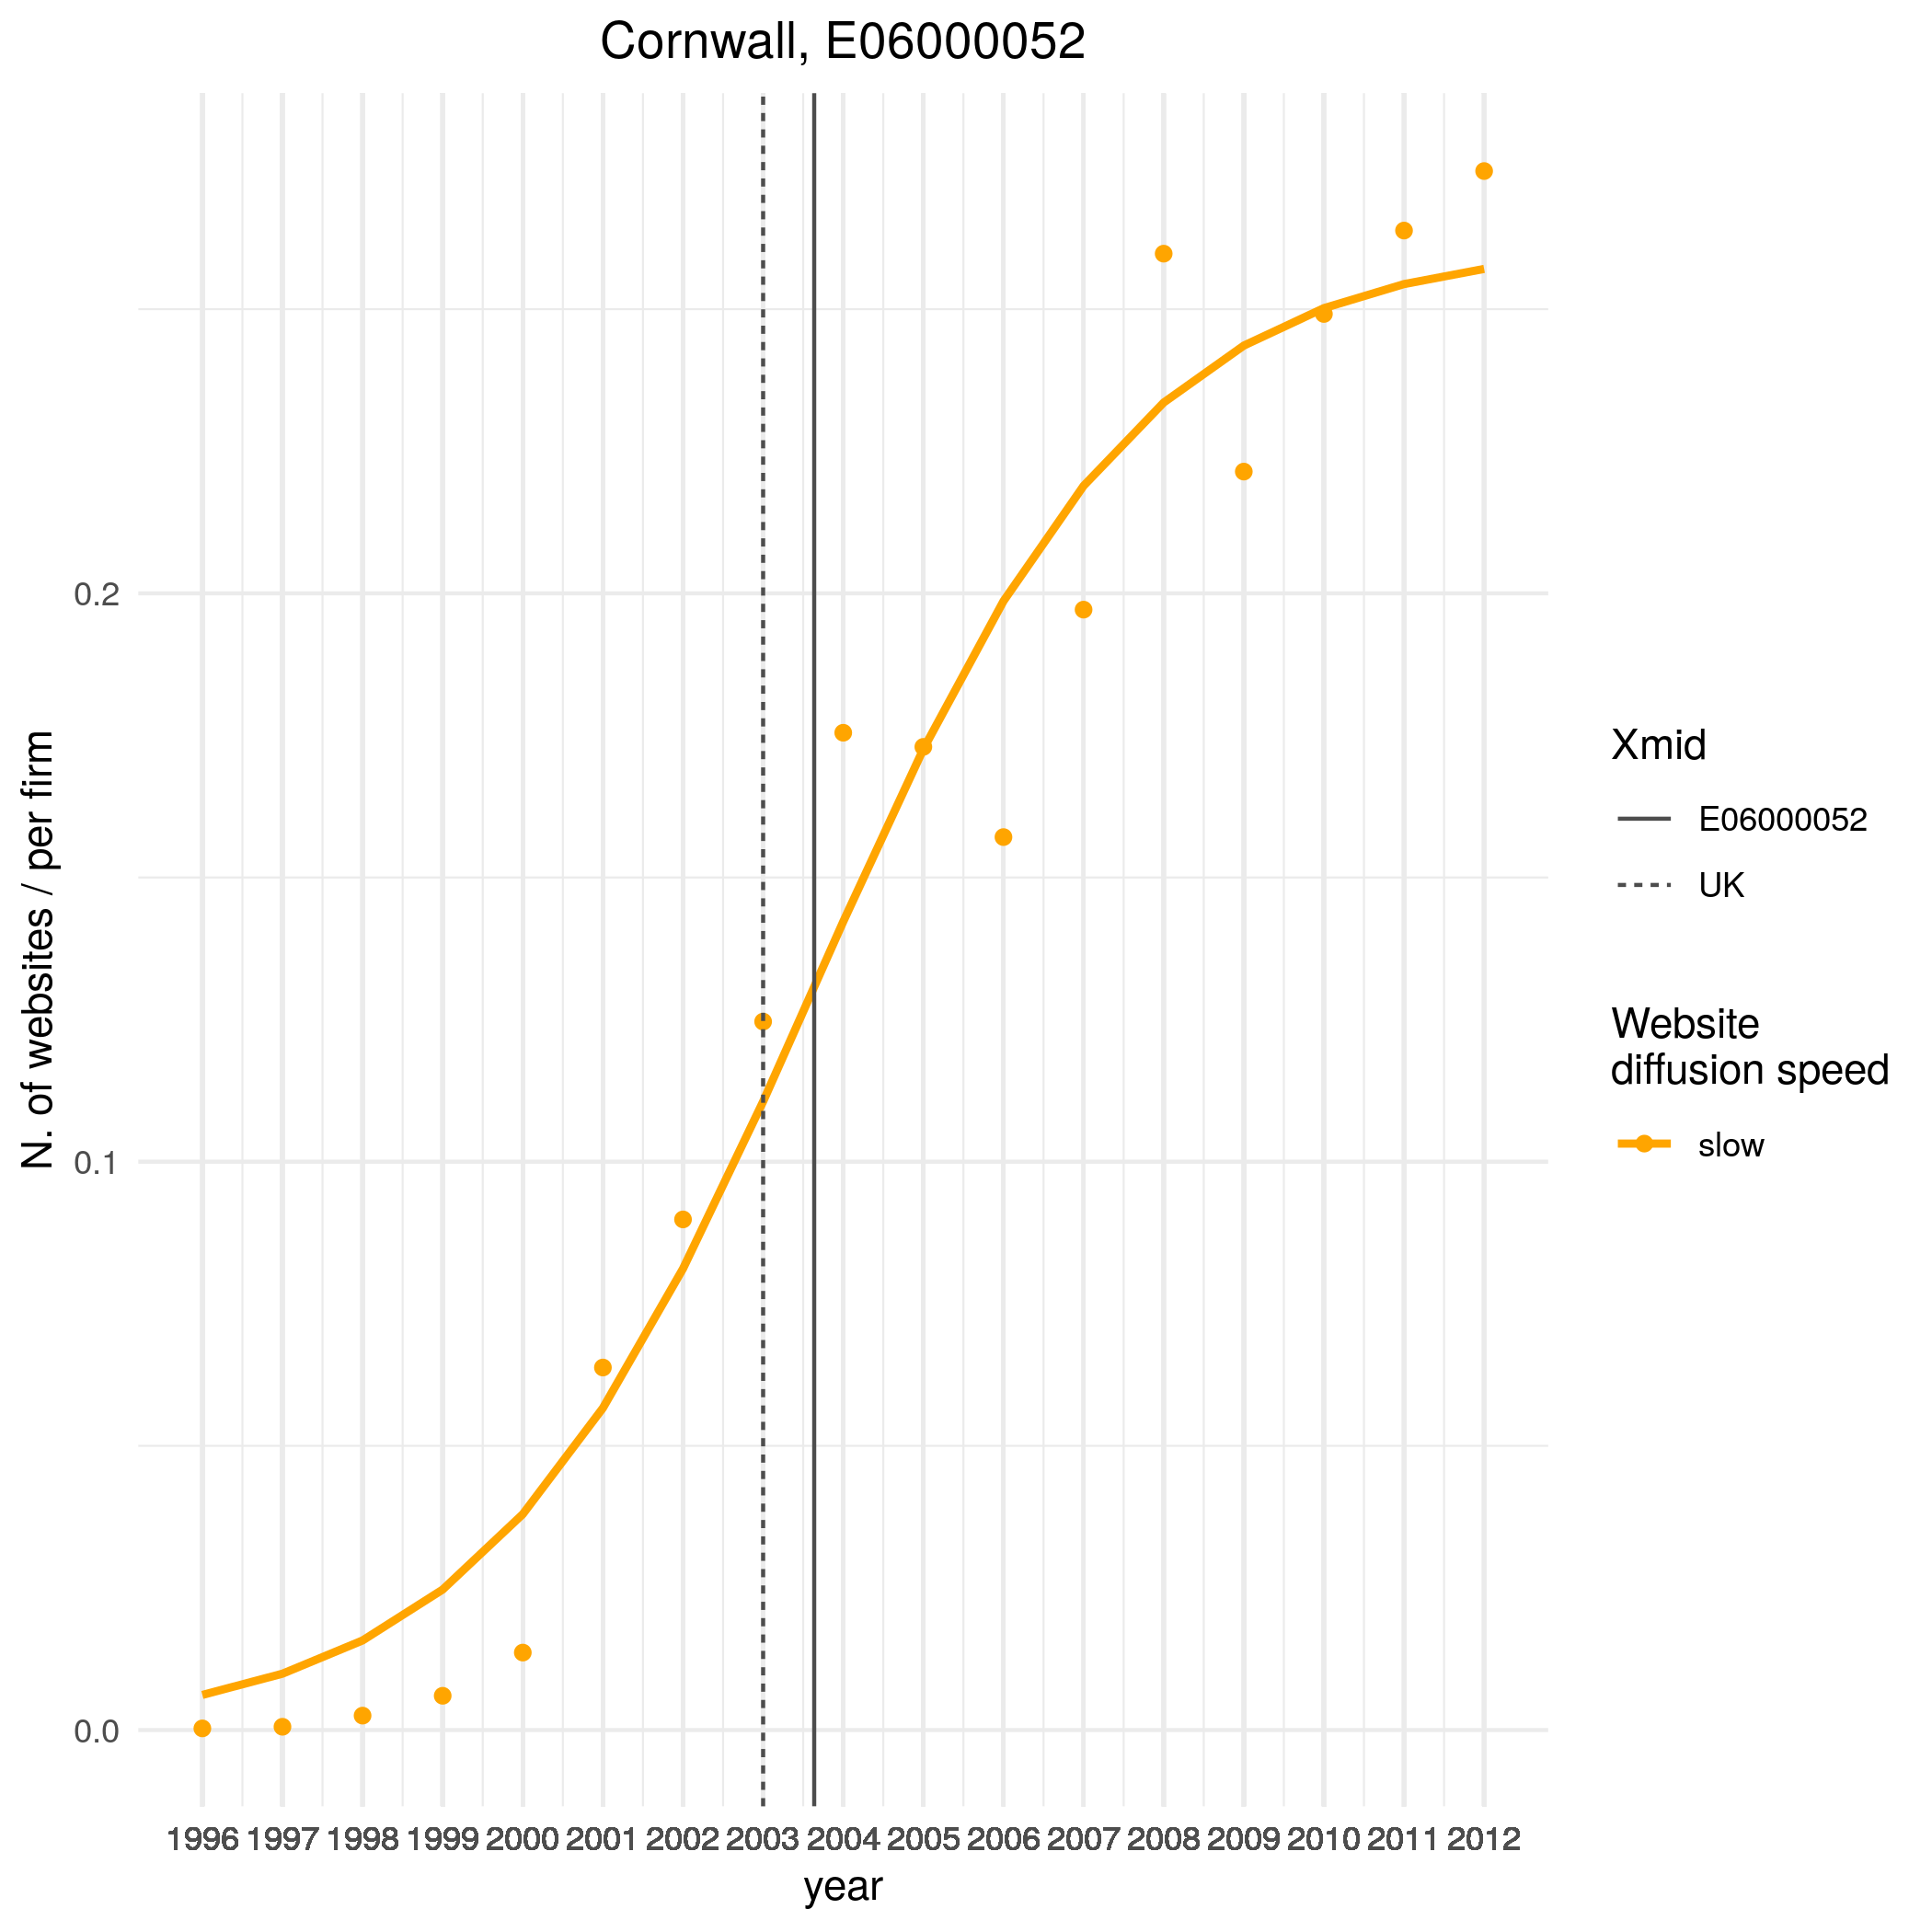 Cornwall, E06000052
N. of websites / per firm
0.2
0.1
0.0
1996 1997 1998 1999 2000 2001 2002 2003 2004 2005 2006 2007 2008 2009 2010 2011 2012
year
Xmid
E06000052
UK
Website
diffusion speed
slow